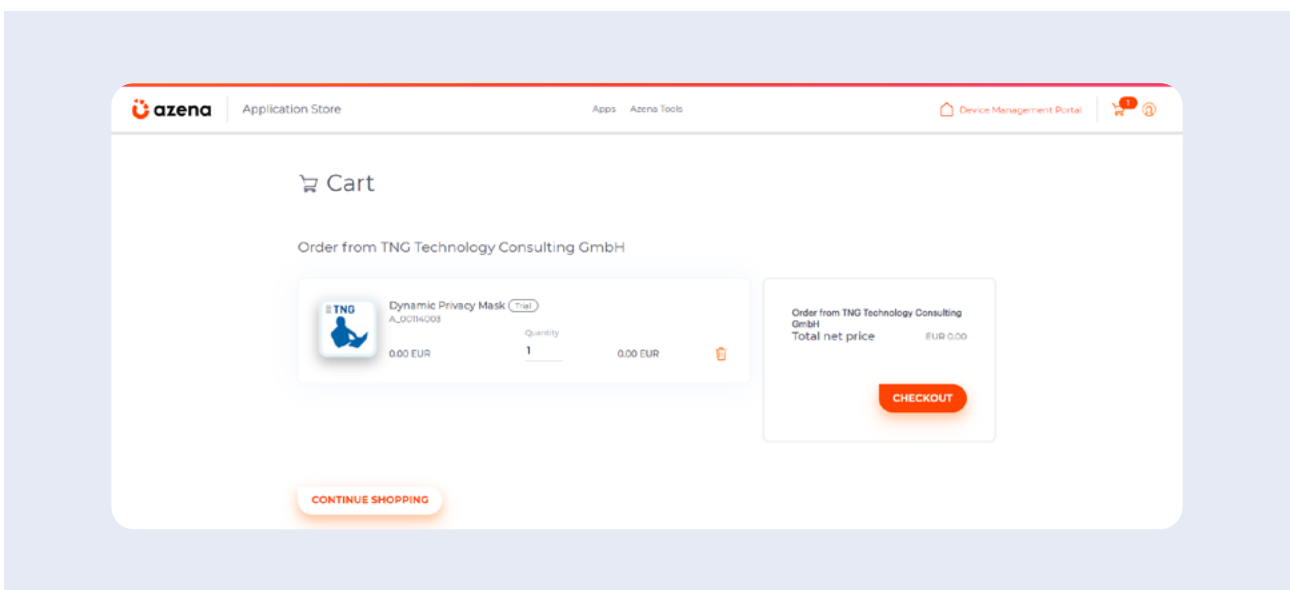 azena
Application Store
Apps
Azena Tools
Device Management Portal
1
Cart
Order from TNG Technology Consulting GmbH
TNG
Dynamic Privacy Mask
Trial
A_00114003
Quantity
0.00 EUR
1
0.00 EUR
Order from TNG Technology Consulting
GmbH
Total net price
EUR 0.00
CHECKOUT
CONTINUE SHOPPING